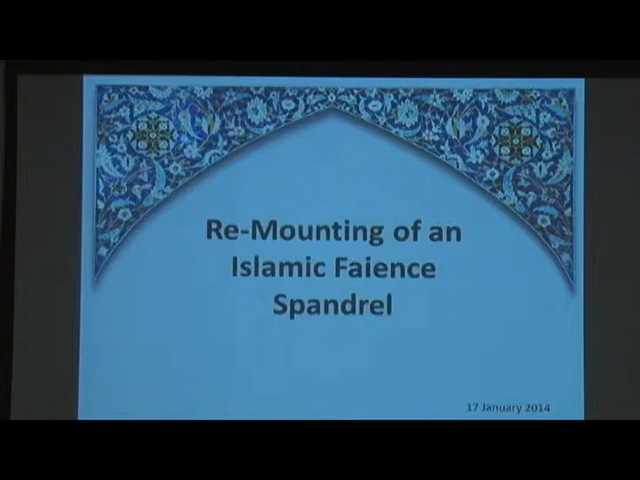 Re-Mounting of an
Islamic Faience
Spandrel
17 January 2014